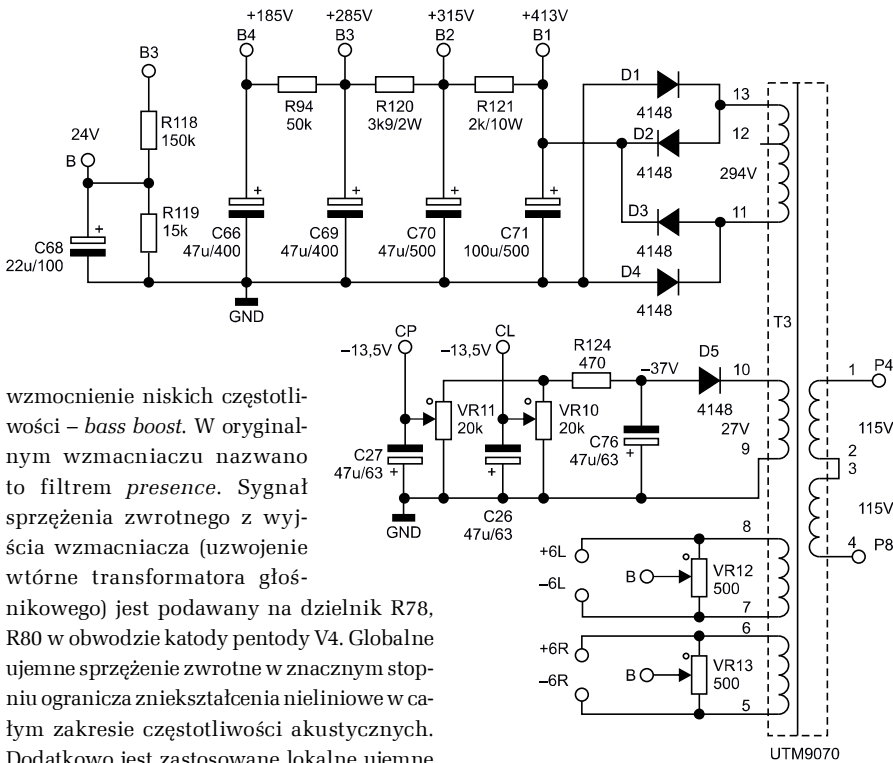 +185V +285V +315V +413V
B4 B3 B2 B1
B3
D1
13
4148
R94
50k
R120
3k9/2W
R121
2k/10W
R118
150k
24V
B
D2
12
4148
294V
R119
15k
D3
11
4148
C68
22u/100
C66
47u/400
C69
47u/400
C70
47u/500
C71
100u/500
D4
4148
GND
T3
CP
–13,5V
CL
–13,5V
R124
470
–37V
D5
4148
10
27V
9
1
P4
115V
2
3
115V
4
P8
VR11
20k
VR10
20k
C27
47u/63
C76
47u/63
C26
47u/63
GND
8
+6L
–6L
B
VR12
500
7
6
+6R
–6R
B
VR13
500
5
UTM9070
wzmocnienie niskich częstotli-
wości – bass boost. W oryginal-
nym wzmacniaczu nazwano
to filtrem presence. Sygnał
sprzężenia zwrotnego z wyj-
ścia wzmacniacza (uzwojenie
wtórne transformatora głoś-
nikowego) jest podawany na dzielnik R78,
R80 w obwodzie katody pentody V4. Globalne
ujemne sprzężenie zwrotne w znacznym stop-
niu ogranicza zniekształcenia nieliniowe w ca-
łym zakresie częstotliwości akustycznych.
Dodatkowo jest zastosowane lokalne ujemne